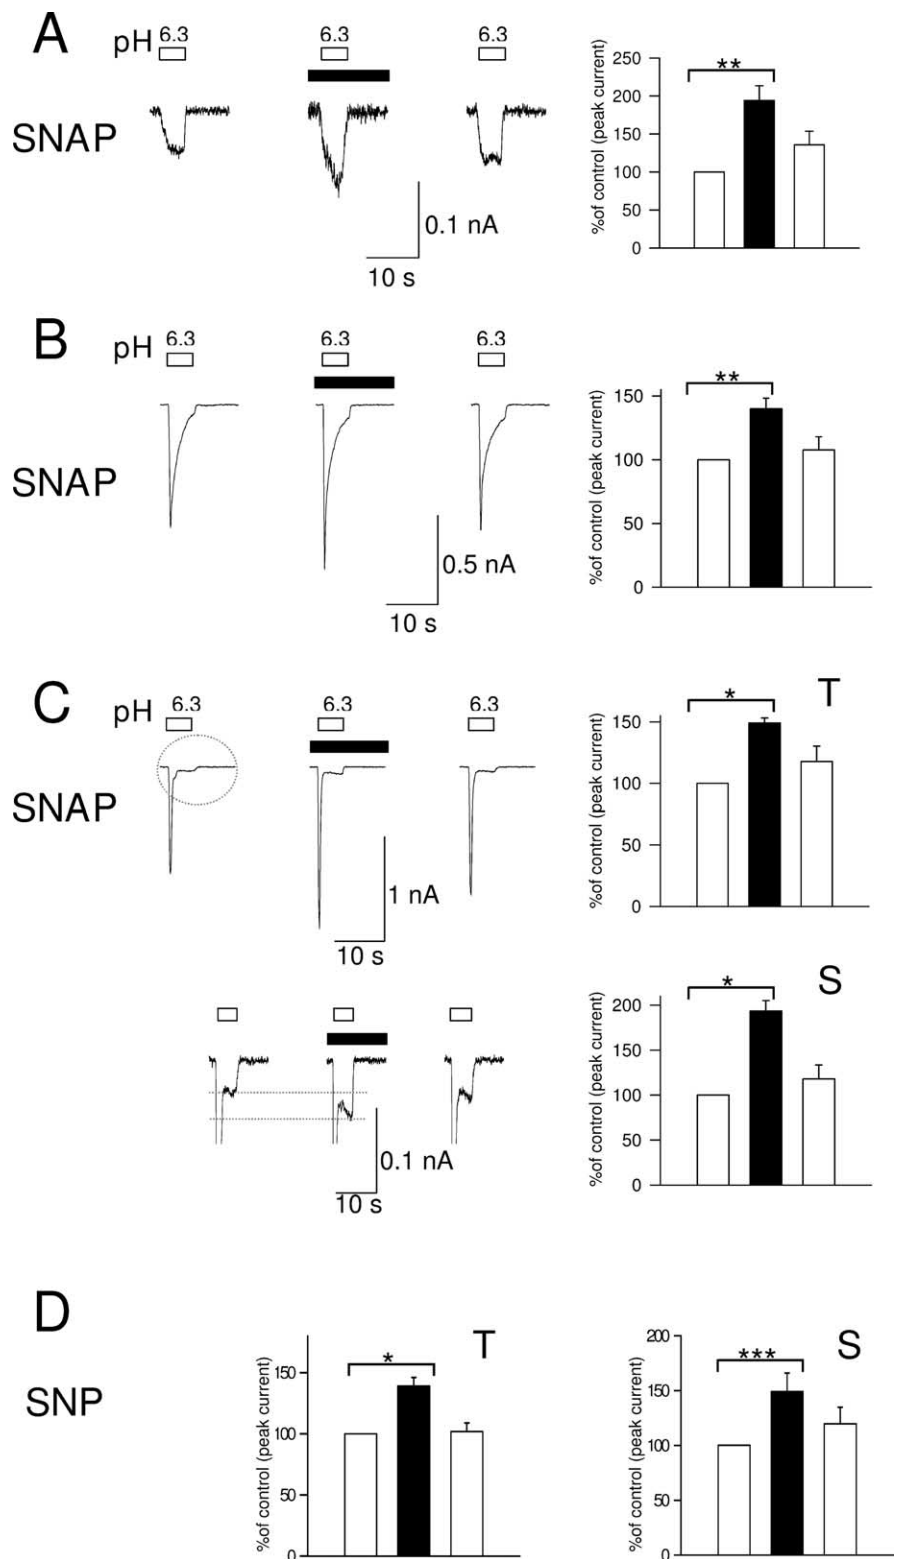 A
pH
6.3
6.3
6.3
SNAP
0.1 nA
10 s
%of control (peak current)
250
200
150
100
50
0
**
B
pH
6.3
6.3
6.3
SNAP
0.5 nA
10 s
%of control (peak current)
150
100
50
0
**
C
pH
6.3
6.3
6.3
SNAP
1 nA
10 s
%of control (peak current)
150
100
50
0
*
T
0.1 nA
10 s
%of control (peak current)
200
150
100
50
0
*
S
D
SNP
%of control (peak current)
150
100
50
0
*
T
%of control (peak current)
200
150
100
50
0
***
S